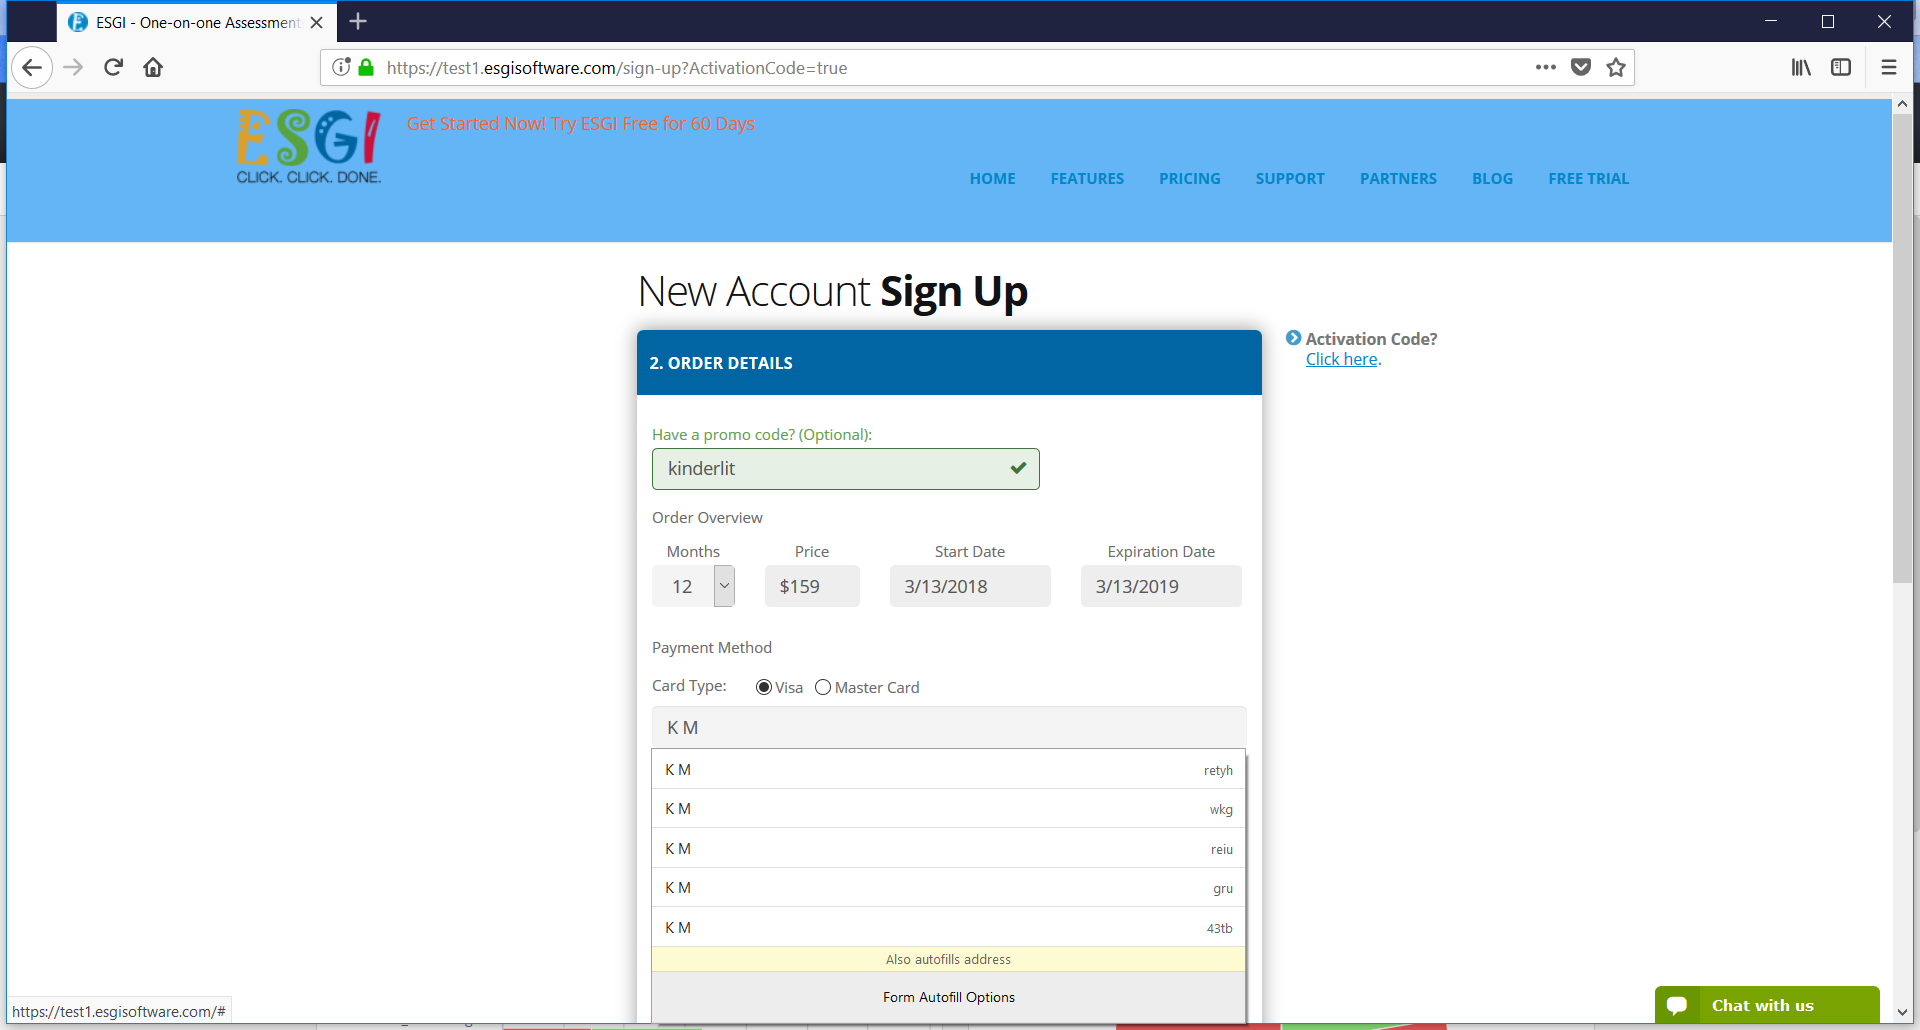 ESGI - One-on-one Assessment
https://test1.esgisoftware.com/sign-up?ActivationCode=true
ESGI
CLICK. CLICK. DONE.
Get Started Now! Try ESGI Free for 60 Days
HOME FEATURES PRICING SUPPORT PARTNERS BLOG FREE TRIAL
New Account Sign Up
2. ORDER DETAILS
Activation Code?
Click here.
Have a promo code? (Optional):
kinderlit
Order Overview
Months Price Start Date Expiration Date
12 $159 3/13/2018 3/13/2019
Payment Method
Card Type: Visa Master Card
K M
K M retyh
K M wkg
K M reiu
K M gru
K M 43tb
Also autofills address
Form Autofill Options
https://test1.esgisoftware.com/#
Chat with us